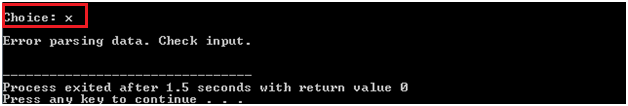 Choice: x
Error parsing data. Check input.
--------------------------------
Process exited after 1.5 seconds with return value 0
Press any key to continue . . .